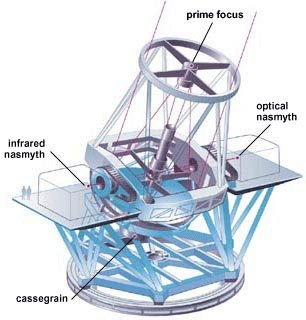 prime focus
optical
nasmyth
infrared
nasmyth
cassegrain